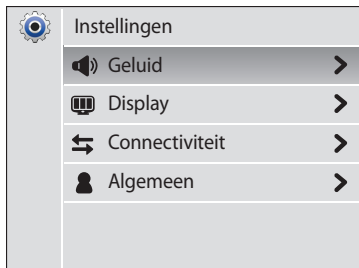 Instellingen
Geluid
Display
Connectiviteit
Algemeen